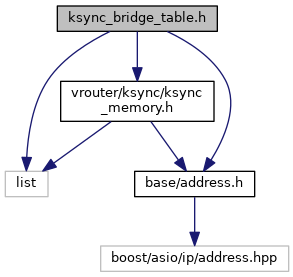 ksync_bridge_table.h
vrouter/ksync/ksync
_memory.h
list
base/address.h
boost/asio/ip/address.hpp